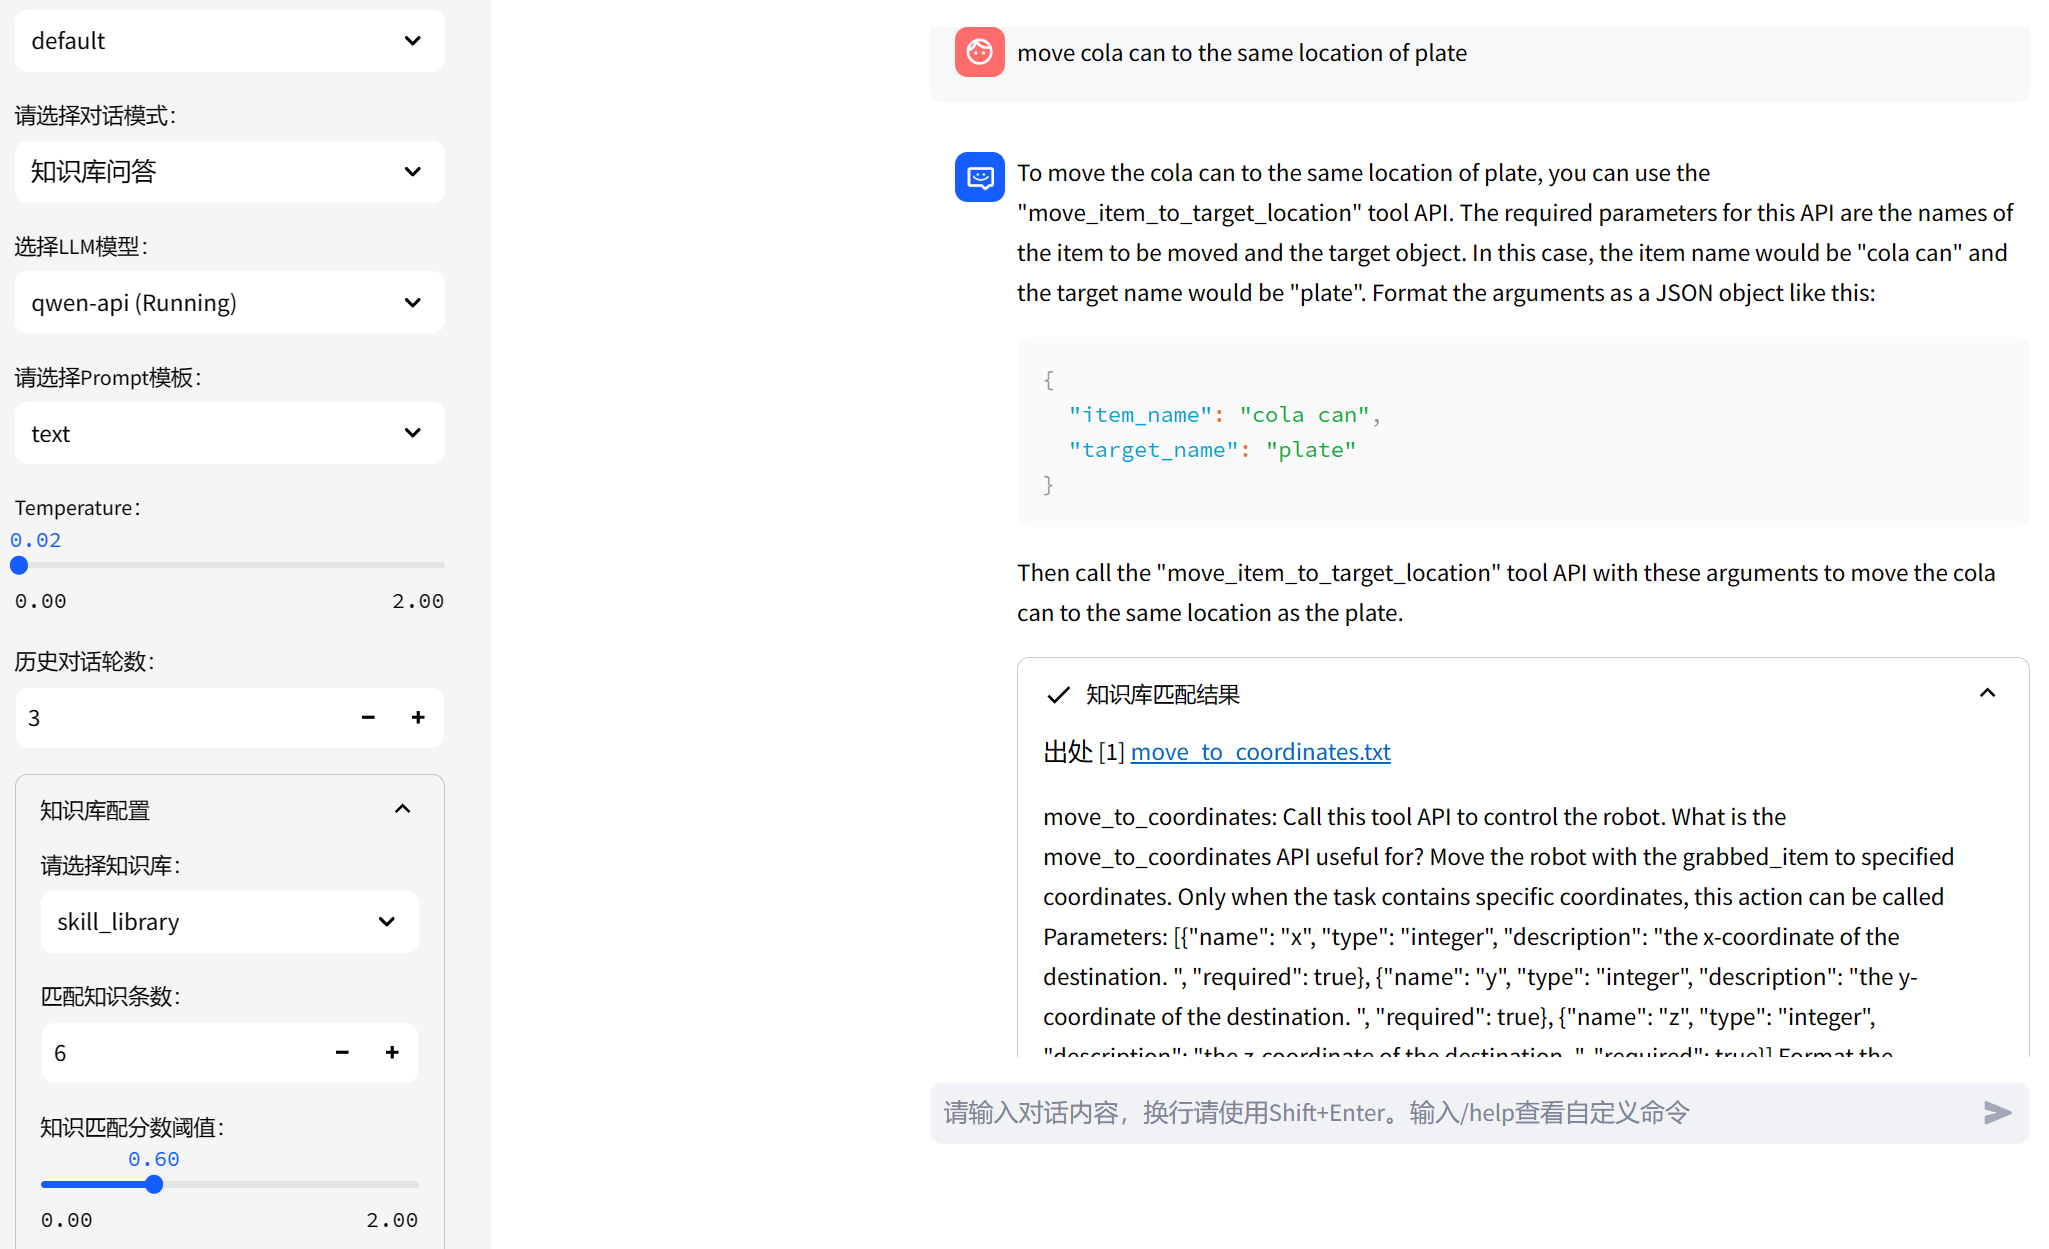 default
请选择对话模式：
知识库问答
选择LLM模型：
qwen-api (Running)
请选择Prompt模板：
text
Temperature：
0.02
0.00 2.00
历史对话轮数：
3
知识库配置
请选择知识库：
skill_library
匹配知识条数：
6
知识匹配分数阈值：
0.60
0.00 2.00
move cola can to the same location of plate
To move the cola can to the same location of plate, you can use the
"move_item_to_target_location" tool API. The required parameters for this API are the names of
the item to be moved and the target object. In this case, the item name would be "cola can" and
the target name would be "plate". Format the arguments as a JSON object like this:
{
"item_name": "cola can",
"target_name": "plate"
}
Then call the "move_item_to_target_location" tool API with these arguments to move the cola
can to the same location as the plate.
知识库匹配结果
出处 [1] move_to_coordinates.txt
move_to_coordinates: Call this tool API to control the robot. What is the
move_to_coordinates API useful for? Move the robot with the grabbed_item to specified
coordinates. Only when the task contains specific coordinates, this action can be called
Parameters: [{"name": "x", "type": "integer", "description": "the x-coordinate of the
destination. ", "required": true}, {"name": "y", "type": "integer", "description": "the y-
coordinate of the destination. ", "required": true}, {"name": "z", "type": "integer",
"description": "the z-coordinate of the destination. ", "required": true}] Format the
请输入对话内容，换行请使用Shift+Enter。输入/help查看自定义命令